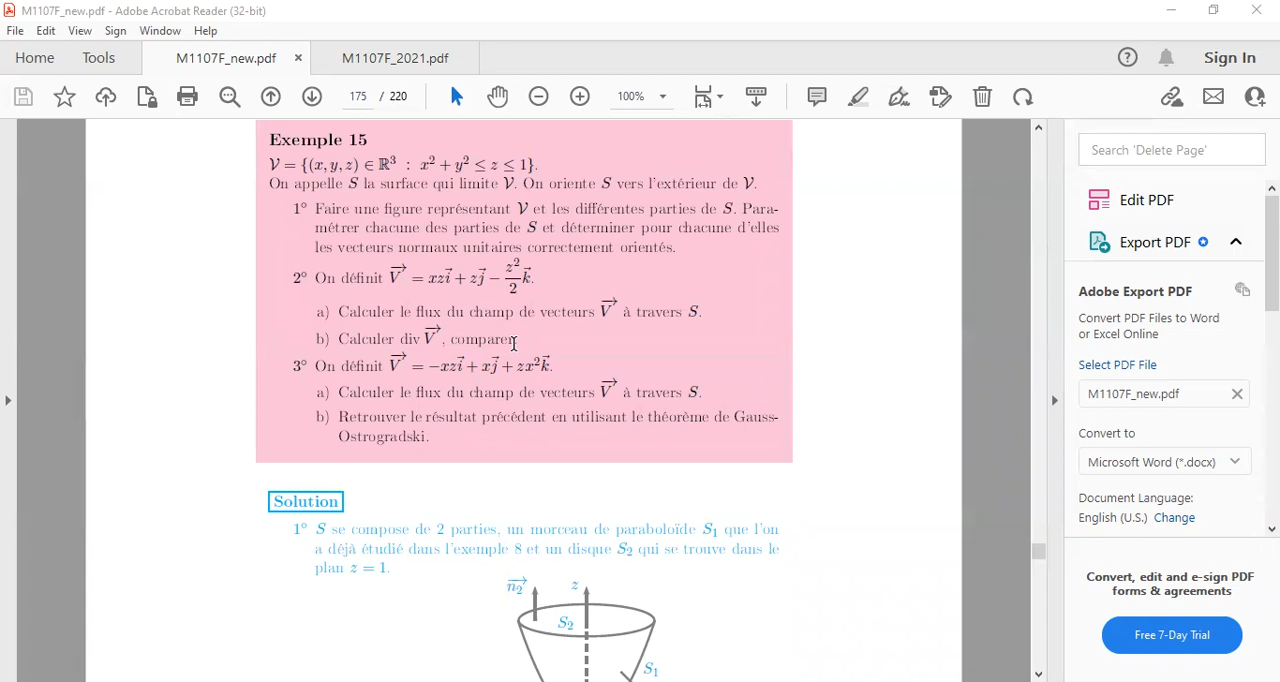 M1107F_new.pdf - Adobe Acrobat Reader (32-bit)
File Edit View Sign Window Help
Home Tools M1107F_new.pdf × M1107F_2021.pdf Sign In
175 / 220 100%
Exemple 15
𝒱 = {(x, y, z) ∈ ℝ³ : x² + y² ≤ z ≤ 1}.
On appelle S la surface qui limite 𝒱. On oriente S vers l'extérieur de 𝒱.
1° Faire une figure représentant 𝒱 et les différentes parties de S. Para-
métrer chacune des parties de S et déterminer pour chacune d'elles
les vecteurs normaux unitaires correctement orientés.
2° On définit V⃗ = xzi⃗ + zj⃗ − z²/2 k⃗.
a) Calculer le flux du champ de vecteurs V⃗ à travers S.
b) Calculer div V⃗, comparer
3° On définit V⃗ = −xzi⃗ + xj⃗ + zx²k⃗.
a) Calculer le flux du champ de vecteurs V⃗ à travers S.
b) Retrouver le résultat précédent en utilisant le théorème de Gauss-
Ostrogradski.
Solution
1° S se compose de 2 parties, un morceau de paraboloïde S₁ que l'on
a déjà étudié dans l'exemple 8 et un disque S₂ qui se trouve dans le
plan z = 1.
n₂⃗ z
S₂
S₁
Search 'Delete Page'
Edit PDF
Export PDF
Adobe Export PDF
Convert PDF Files to Word
or Excel Online
Select PDF File
M1107F_new.pdf
Convert to
Microsoft Word (*.docx)
Document Language:
English (U.S.) Change
Convert, edit and e-sign PDF
forms & agreements
Free 7-Day Trial